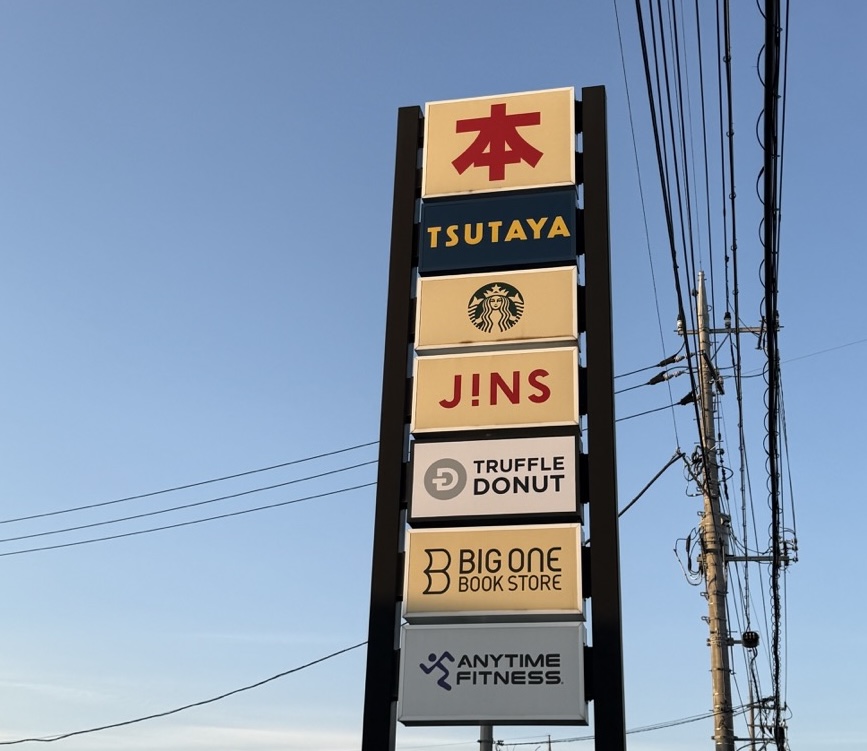 本
TSUTAYA
J!NS
TRUFFLE
DONUT
BIG ONE
BOOK STORE
ANYTIME
FITNESS